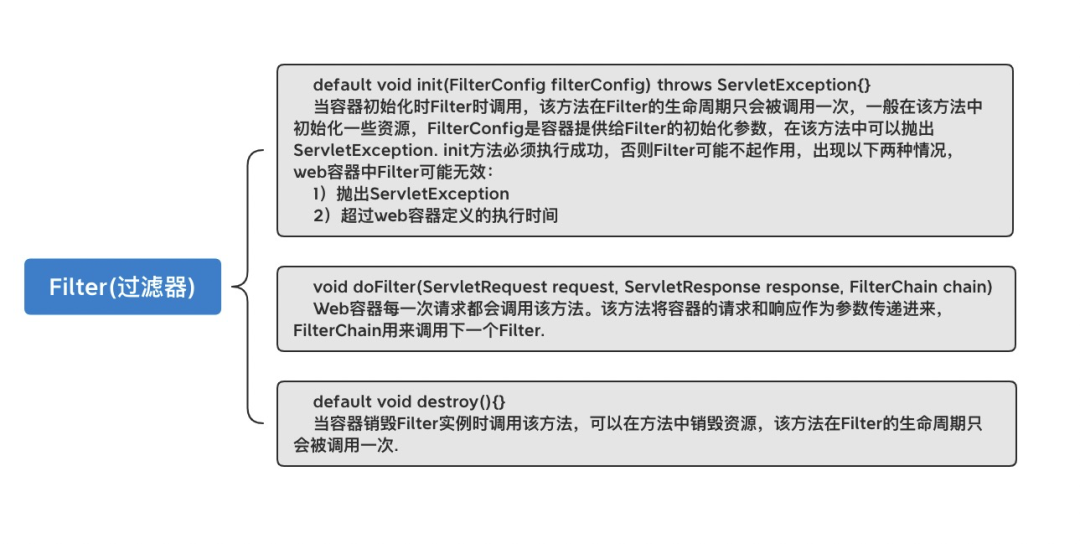 Filter(过滤器)
default void init(FilterConfig filterConfig) throws ServletException{}
当容器初始化时Filter时调用，该方法在Filter的生命周期只会被调用一次，一般在该方法中
初始化一些资源，FilterConfig是容器提供给Filter的初始化参数，在该方法中可以抛出
ServletException. init方法必须执行成功，否则Filter可能不起作用，出现以下两种情况，
web容器中Filter可能无效：
1）抛出ServletException
2）超过web容器定义的执行时间
void doFilter(ServletRequest request, ServletResponse response, FilterChain chain)
Web容器每一次请求都会调用该方法。该方法将容器的请求和响应作为参数传递进来，
FilterChain用来调用下一个Filter.
default void destroy(){}
当容器销毁Filter实例时调用该方法，可以在方法中销毁资源，该方法在Filter的生命周期只
会被调用一次.